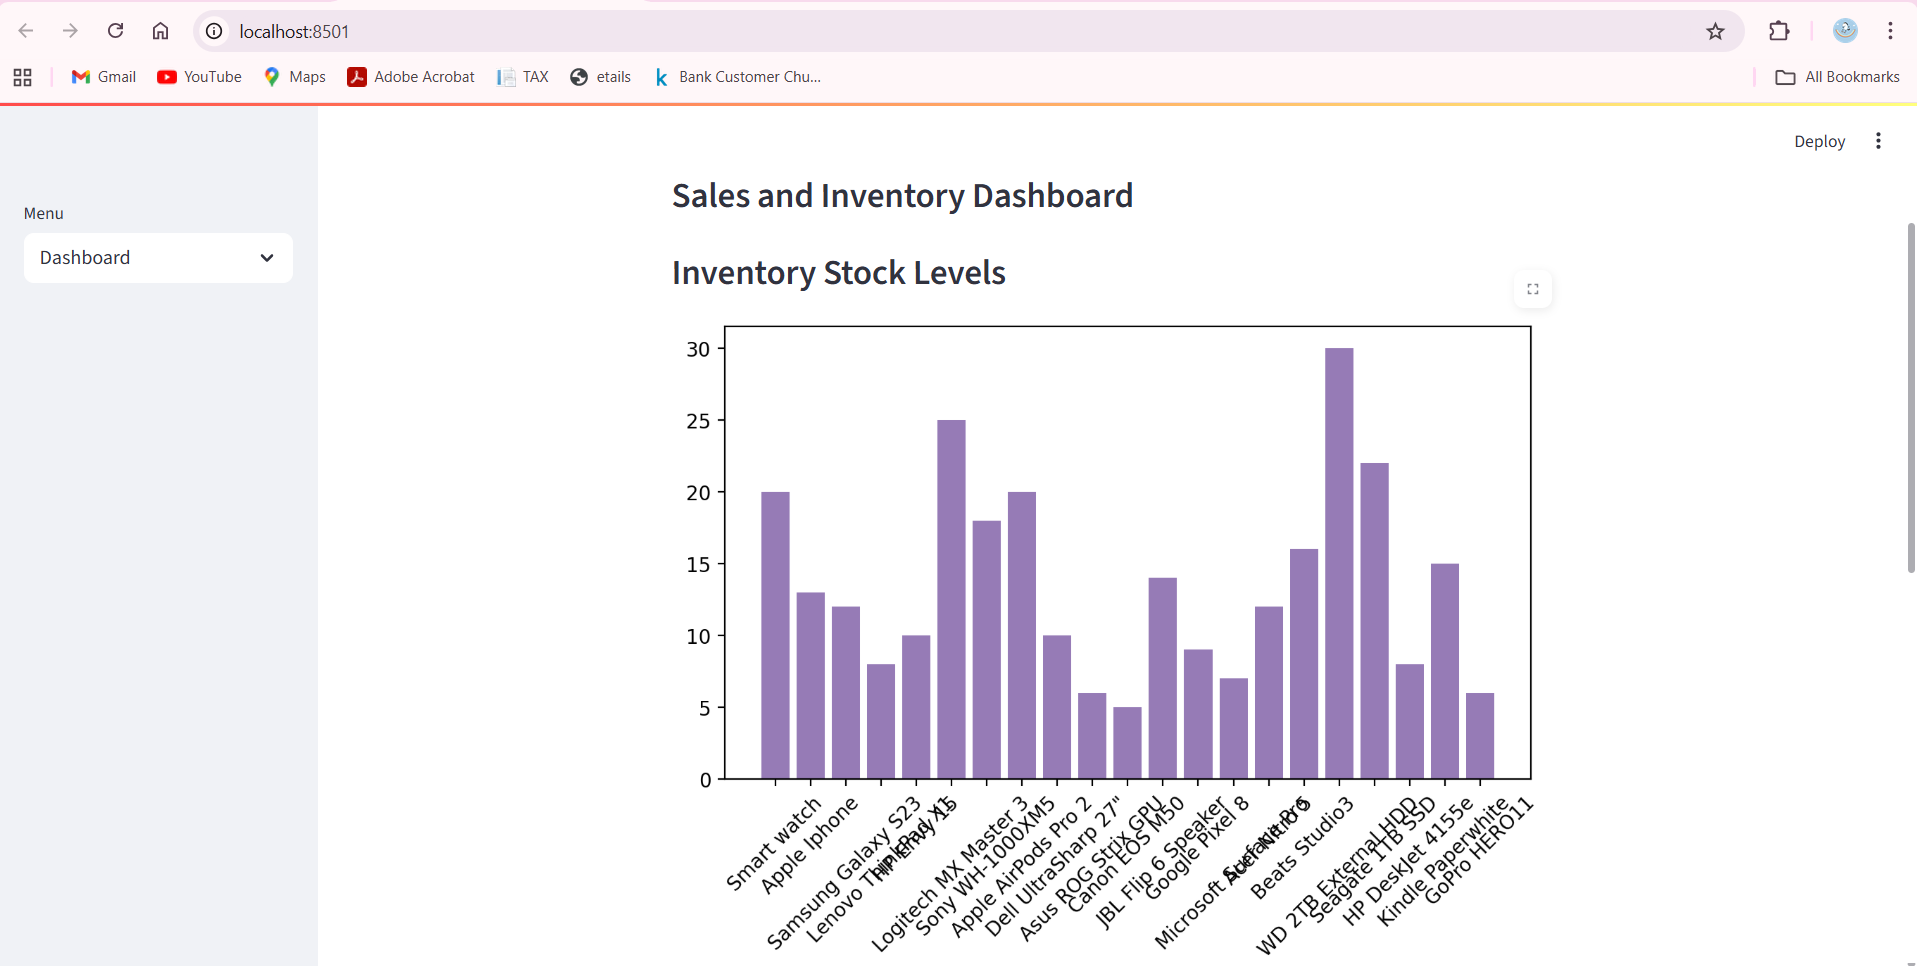 localhost:8501
Gmail YouTube Maps Adobe Acrobat TAX etails Bank Customer Chu... All Bookmarks
Deploy
Menu
Dashboard
Sales and Inventory Dashboard
Inventory Stock Levels
30
25
20
15
10
5
0
Smart watch
Apple Iphone
Samsung Galaxy S23
Lenovo ThinkPad X1
HP Envy 15
Logitech MX Master 3
Sony WH-1000XM5
Apple AirPods Pro 2
Dell UltraSharp 27"
Asus ROG Strix GPU
Canon EOS M50
JBL Flip 6 Speaker
Google Pixel 8
Microsoft Surface Pro
Acer Nitro 5
Beats Studio3
WD 2TB External HDD
Seagate 1TB SSD
HP DeskJet 4155e
Kindle Paperwhite
GoPro HERO11